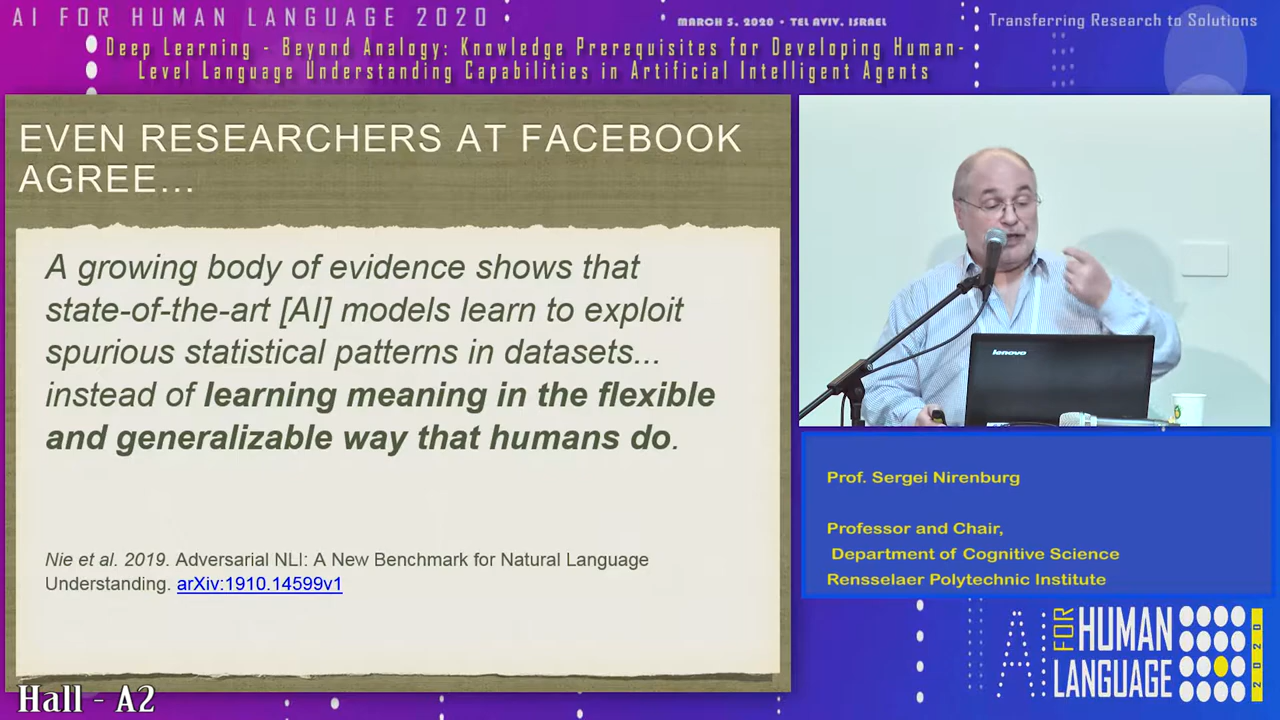 AI FOR HUMAN LANGUAGE 2020
MARCH 5, 2020 • TEL AVIV, ISRAEL
Transferring Research to Solutions
Deep Learning - Beyond Analogy: Knowledge Prerequisites for Developing Human-
Level Language Understanding Capabilities in Artificial Intelligent Agents
EVEN RESEARCHERS AT FACEBOOK
AGREE...
A growing body of evidence shows that
state-of-the-art [AI] models learn to exploit
spurious statistical patterns in datasets...
instead of learning meaning in the flexible
and generalizable way that humans do.
Nie et al. 2019. Adversarial NLI: A New Benchmark for Natural Language
Understanding. arXiv:1910.14599v1
lenovo
Prof. Sergei Nirenburg
Professor and Chair,
Department of Cognitive Science
Rensselaer Polytechnic Institute
AI FOR HUMAN
LANGUAGE
2020
Hall - A2